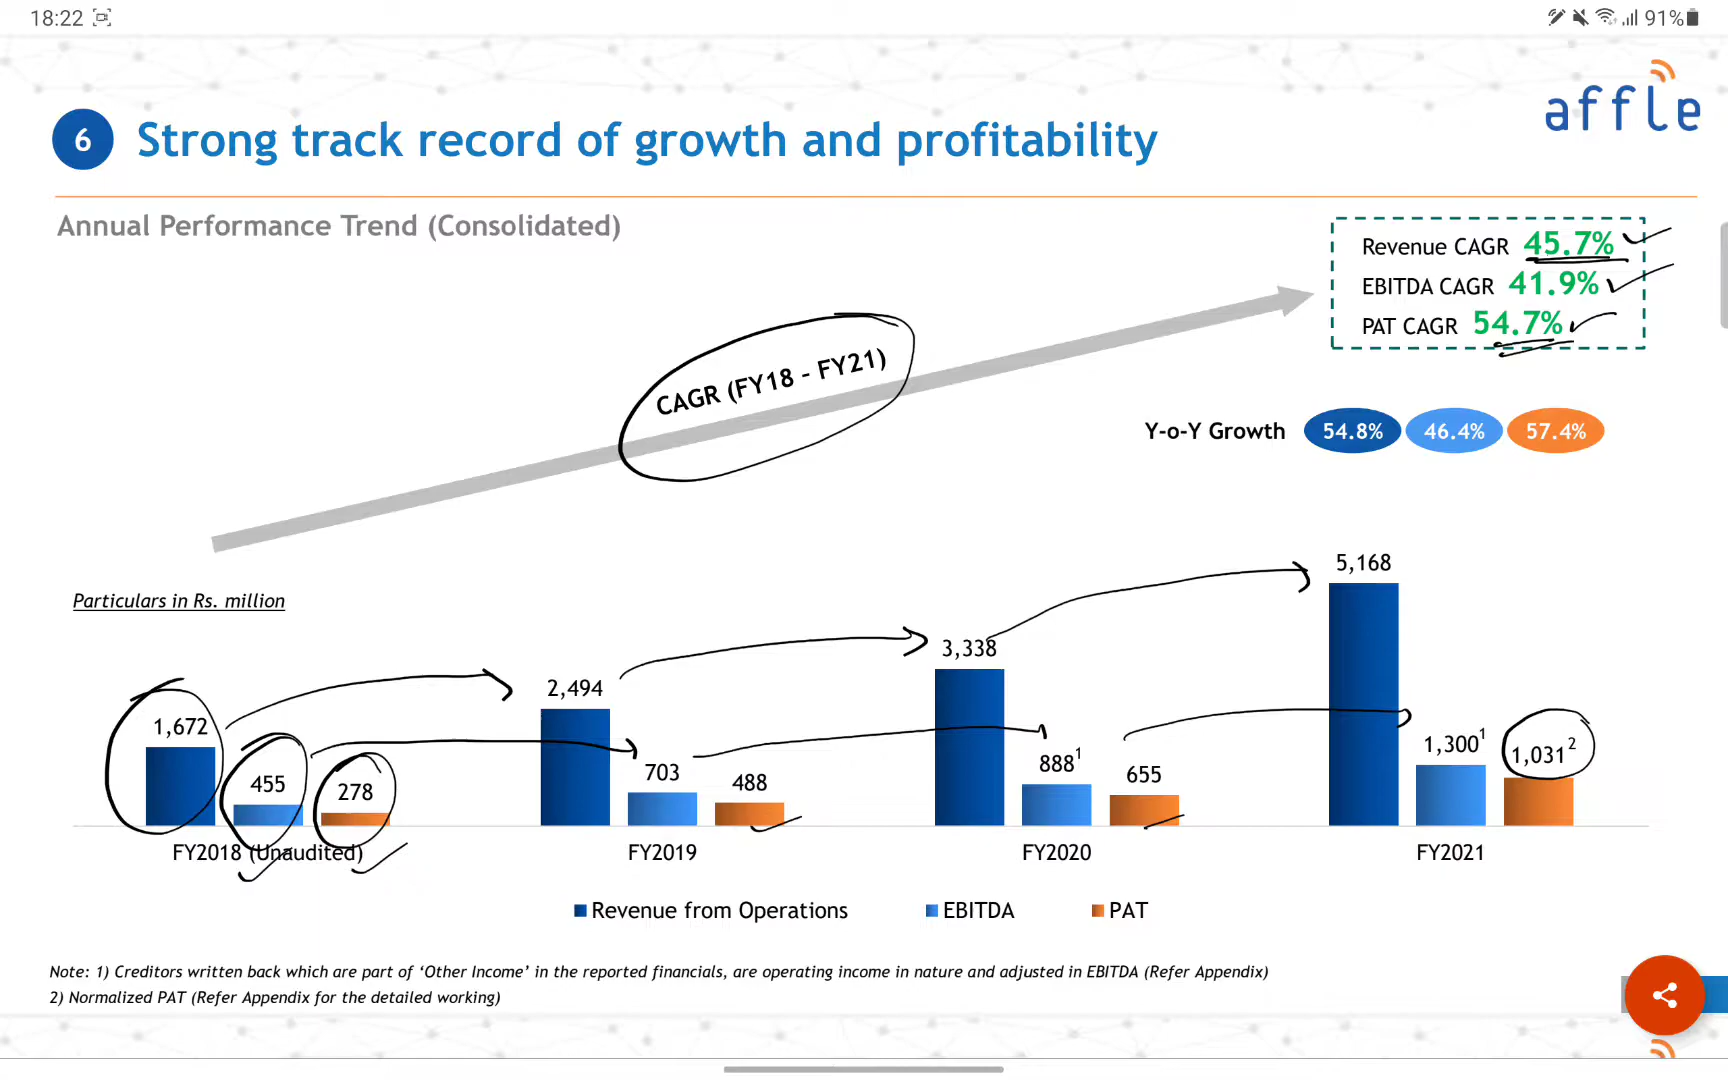 18:22
91%
affle
6 Strong track record of growth and profitability
Annual Performance Trend (Consolidated)
Revenue CAGR 45.7%
EBITDA CAGR 41.9%
PAT CAGR 54.7%
CAGR (FY18 - FY21)
Y-o-Y Growth 54.8% 46.4% 57.4%
Particulars in Rs. million
1,672 455 278
2,494 703 488
3,338 888¹ 655
5,168 1,300¹ 1,031²
FY2018 (Unaudited) FY2019 FY2020 FY2021
Revenue from Operations EBITDA PAT
Note: 1) Creditors written back which are part of ‘Other Income’ in the reported financials, are operating income in nature and adjusted in EBITDA (Refer Appendix)
2) Normalized PAT (Refer Appendix for the detailed working)